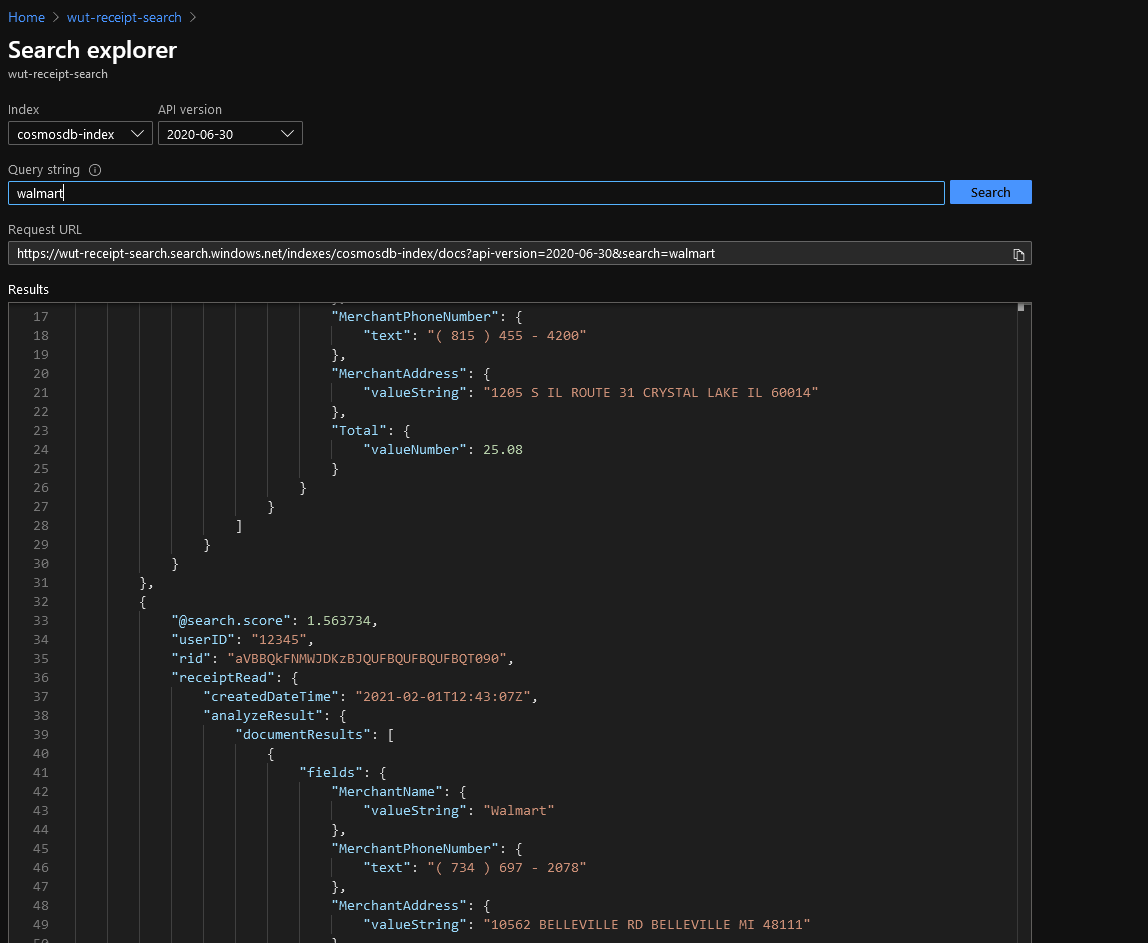 Home > wut-receipt-search >
Search explorer
wut-receipt-search
Index API version
cosmosdb-index 2020-06-30
Query string
walmart Search
Request URL
https://wut-receipt-search.search.windows.net/indexes/cosmosdb-index/docs?api-version=2020-06-30&search=walmart
Results
17 "MerchantPhoneNumber": {
18 "text": "( 815 ) 455 - 4200"
19 },
20 "MerchantAddress": {
21 "valueString": "1205 S IL ROUTE 31 CRYSTAL LAKE IL 60014"
22 },
23 "Total": {
24 "valueNumber": 25.08
25 }
26 }
27 }
28 ]
29 }
30 }
31 },
32 {
33 "@search.score": 1.563734,
34 "userID": "12345",
35 "rid": "aVBBQkFNMWJDKzBJQUFBQUFBQUFBQT090",
36 "receiptRead": {
37 "createdDateTime": "2021-02-01T12:43:07Z",
38 "analyzeResult": {
39 "documentResults": [
40 {
41 "fields": {
42 "MerchantName": {
43 "valueString": "Walmart"
44 },
45 "MerchantPhoneNumber": {
46 "text": "( 734 ) 697 - 2078"
47 },
48 "MerchantAddress": {
49 "valueString": "10562 BELLEVILLE RD BELLEVILLE MI 48111"